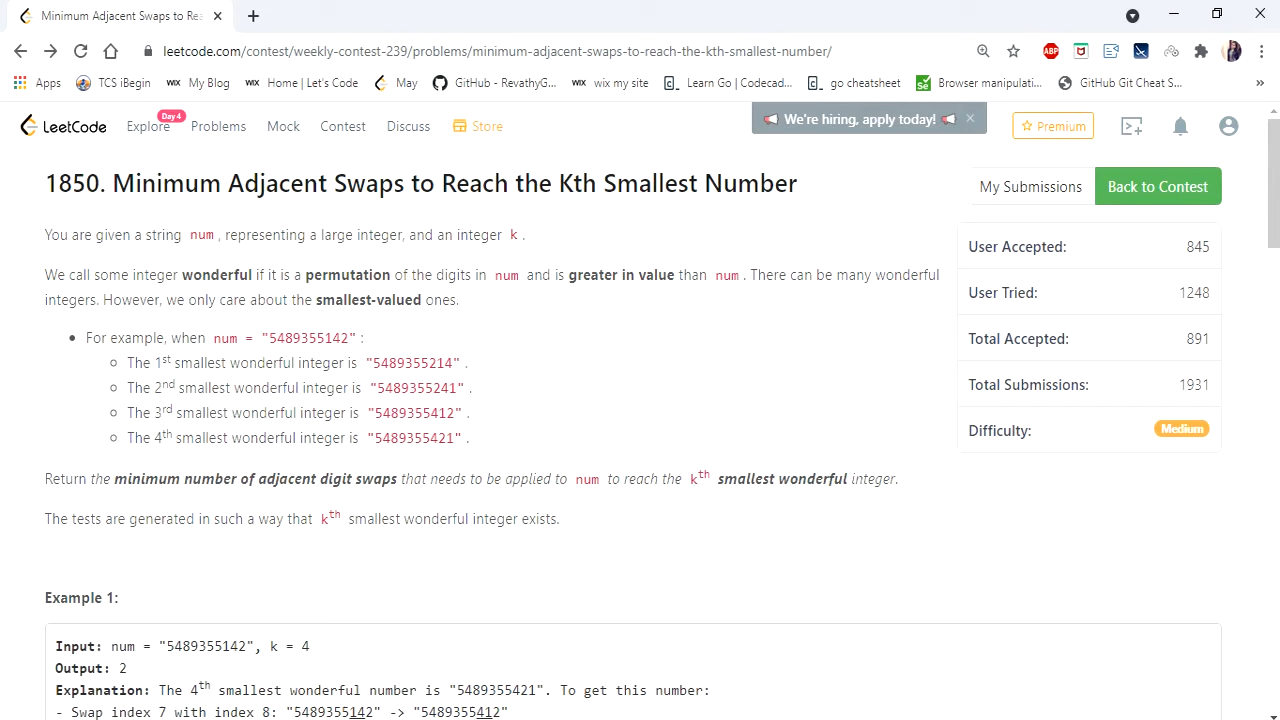 Minimum Adjacent Swaps to Rea
leetcode.com/contest/weekly-contest-239/problems/minimum-adjacent-swaps-to-reach-the-kth-smallest-number/
ABP
Apps TCS iBegin WIX My Blog WIX Home | Let's Code May GitHub - RevathyG... WIX wix my site Learn Go | Codecad... go cheatsheet Se Browser manipulati... GitHub Git Cheat S... »
LeetCode Explore Day 4 Problems Mock Contest Discuss Store We're hiring, apply today! × Premium
1850. Minimum Adjacent Swaps to Reach the Kth Smallest Number
My Submissions Back to Contest
You are given a string num, representing a large integer, and an integer k.
We call some integer wonderful if it is a permutation of the digits in num and is greater in value than num. There can be many wonderful
integers. However, we only care about the smallest-valued ones.
• For example, when num = "5489355142":
○ The 1st smallest wonderful integer is "5489355214".
○ The 2nd smallest wonderful integer is "5489355241".
○ The 3rd smallest wonderful integer is "5489355412".
○ The 4th smallest wonderful integer is "5489355421".
Return the minimum number of adjacent digit swaps that needs to be applied to num to reach the kth smallest wonderful integer.
The tests are generated in such a way that kth smallest wonderful integer exists.
User Accepted: 845
User Tried: 1248
Total Accepted: 891
Total Submissions: 1931
Difficulty: Medium
Example 1:
Input: num = "5489355142", k = 4
Output: 2
Explanation: The 4th smallest wonderful number is "5489355421". To get this number:
- Swap index 7 with index 8: "5489355142" -> "5489355412"